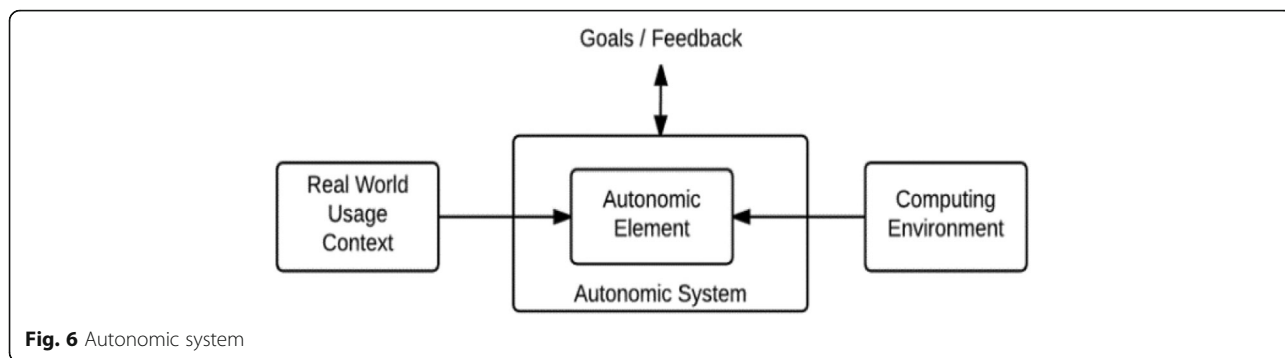 Goals / Feedback
Real World
Usage
Context
Autonomic
Element
Autonomic System
Computing
Environment
Fig. 6 Autonomic system